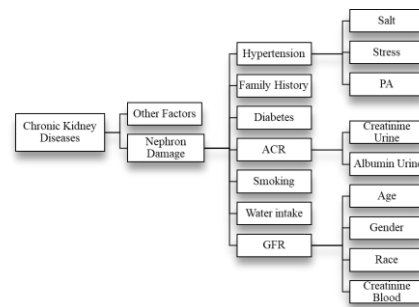 Chronic Kidney
Diseases
Other Factors
Nephron
Damage
Hypertension
Family History
Diabetes
ACR
Smoking
Water intake
GFR
Salt
Stress
PA
Creatinine
Urine
Albumin Urine
Age
Gender
Race
Creatinine
Blood